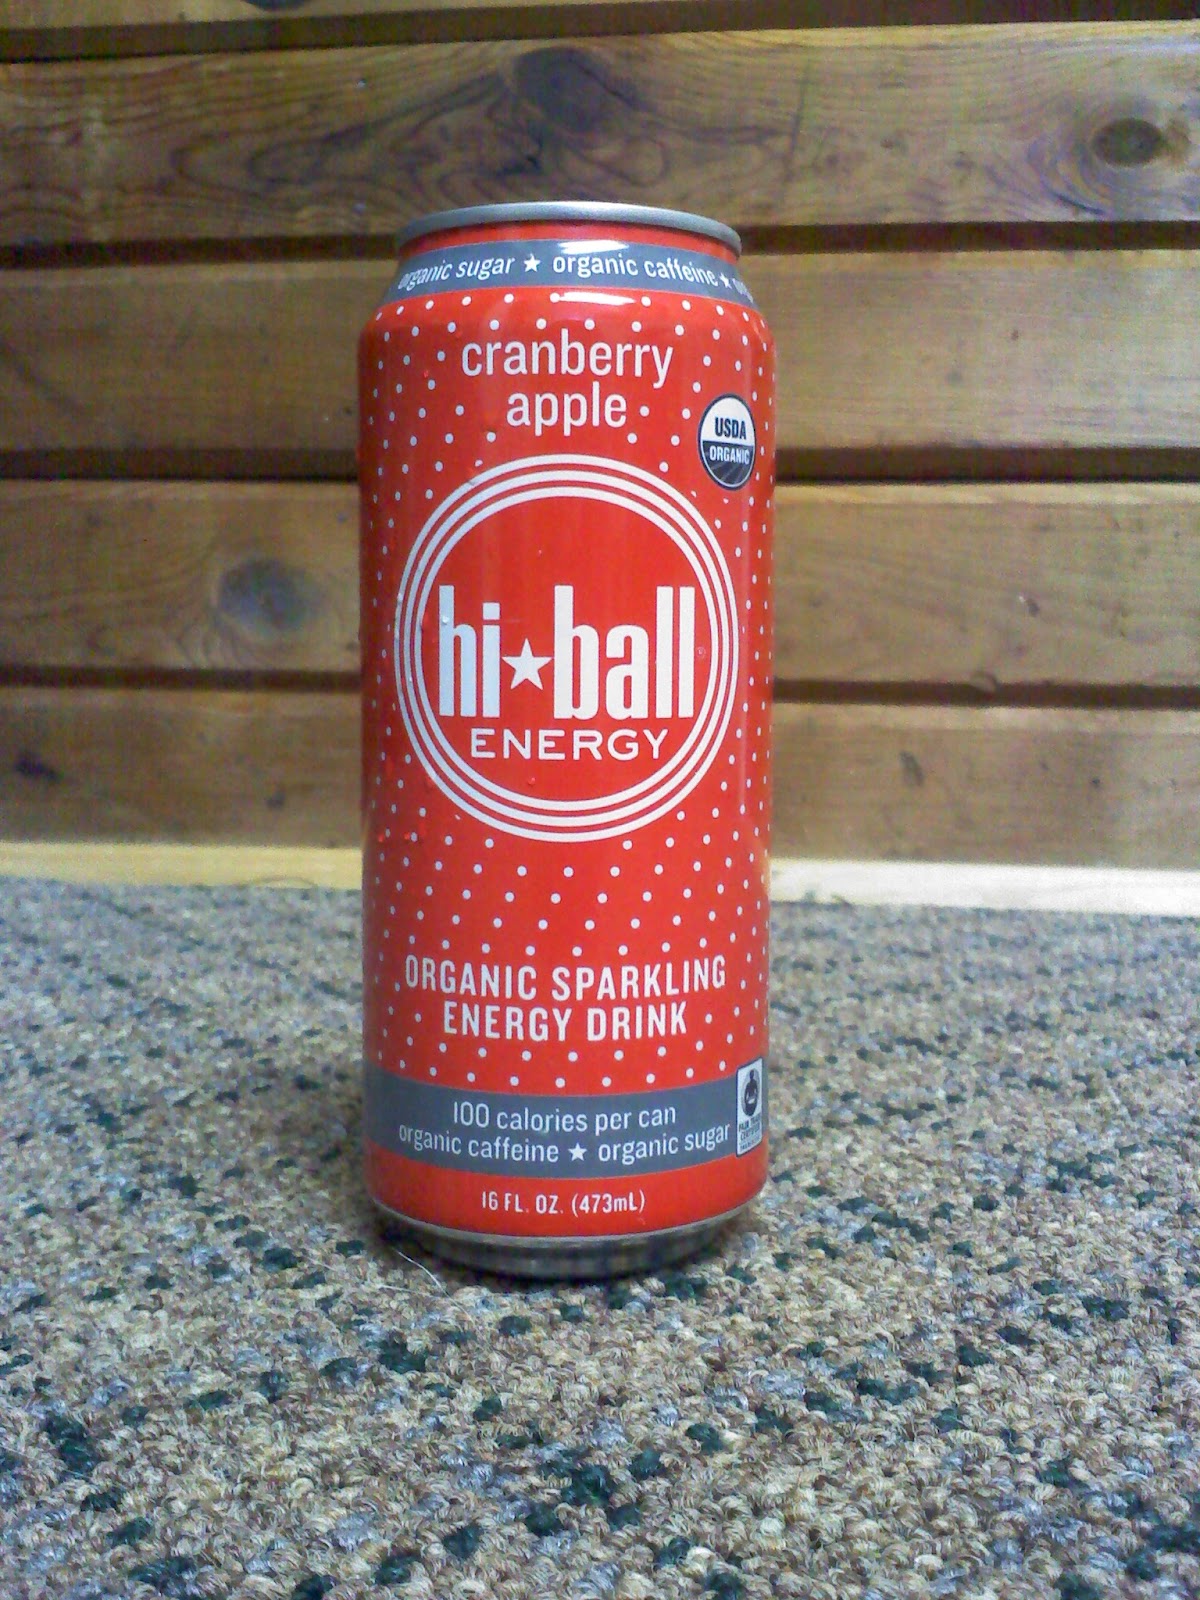 organic sugar ★ organic caffeine ★
cranberry
apple
USDA
ORGANIC
hi★ball
ENERGY
ORGANIC SPARKLING
ENERGY DRINK
100 calories per can
organic caffeine ★ organic sugar
16 FL. OZ. (473mL)